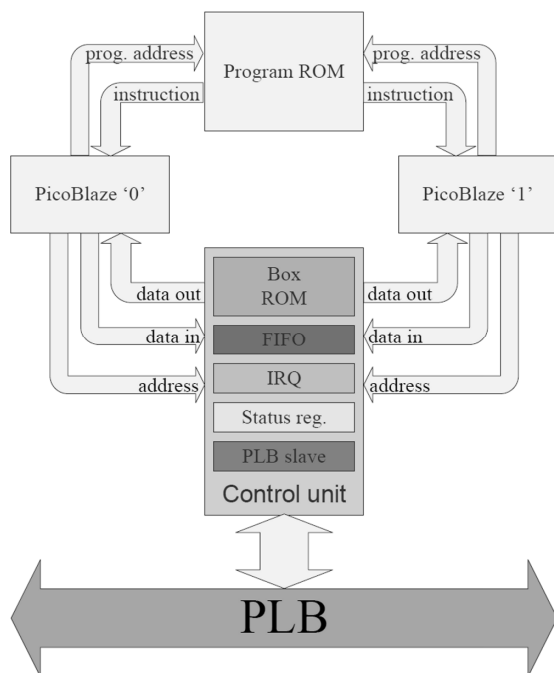 prog. address
Program ROM
prog. address
instruction
instruction
PicoBlaze ‘0’
PicoBlaze ‘1’
Box
ROM
data out
data out
FIFO
data in
data in
IRQ
address
address
Status reg.
PLB slave
Control unit
PLB